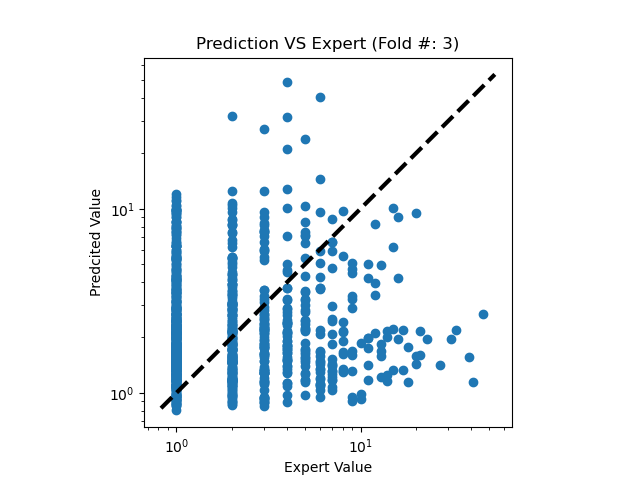 Prediction VS Expert (Fold #: 3)
Predcited Value
10¹
10⁰
10⁰
10¹
Expert Value